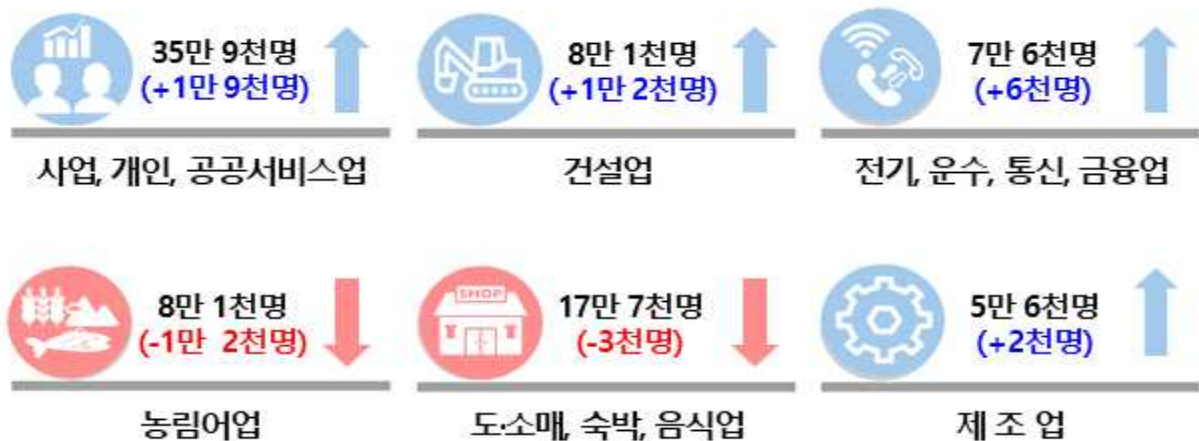 35만 9천명
(+1만 9천명)
사업, 개인, 공공서비스업
8만 1천명
(+1만 2천명)
건설업
7만 6천명
(+6천명)
전기, 운수, 통신, 금융업
8만 1천명
(-1만 2천명)
농림어업
SHOP
17만 7천명
(-3천명)
도·소매, 숙박, 음식업
5만 6천명
(+2천명)
제 조 업